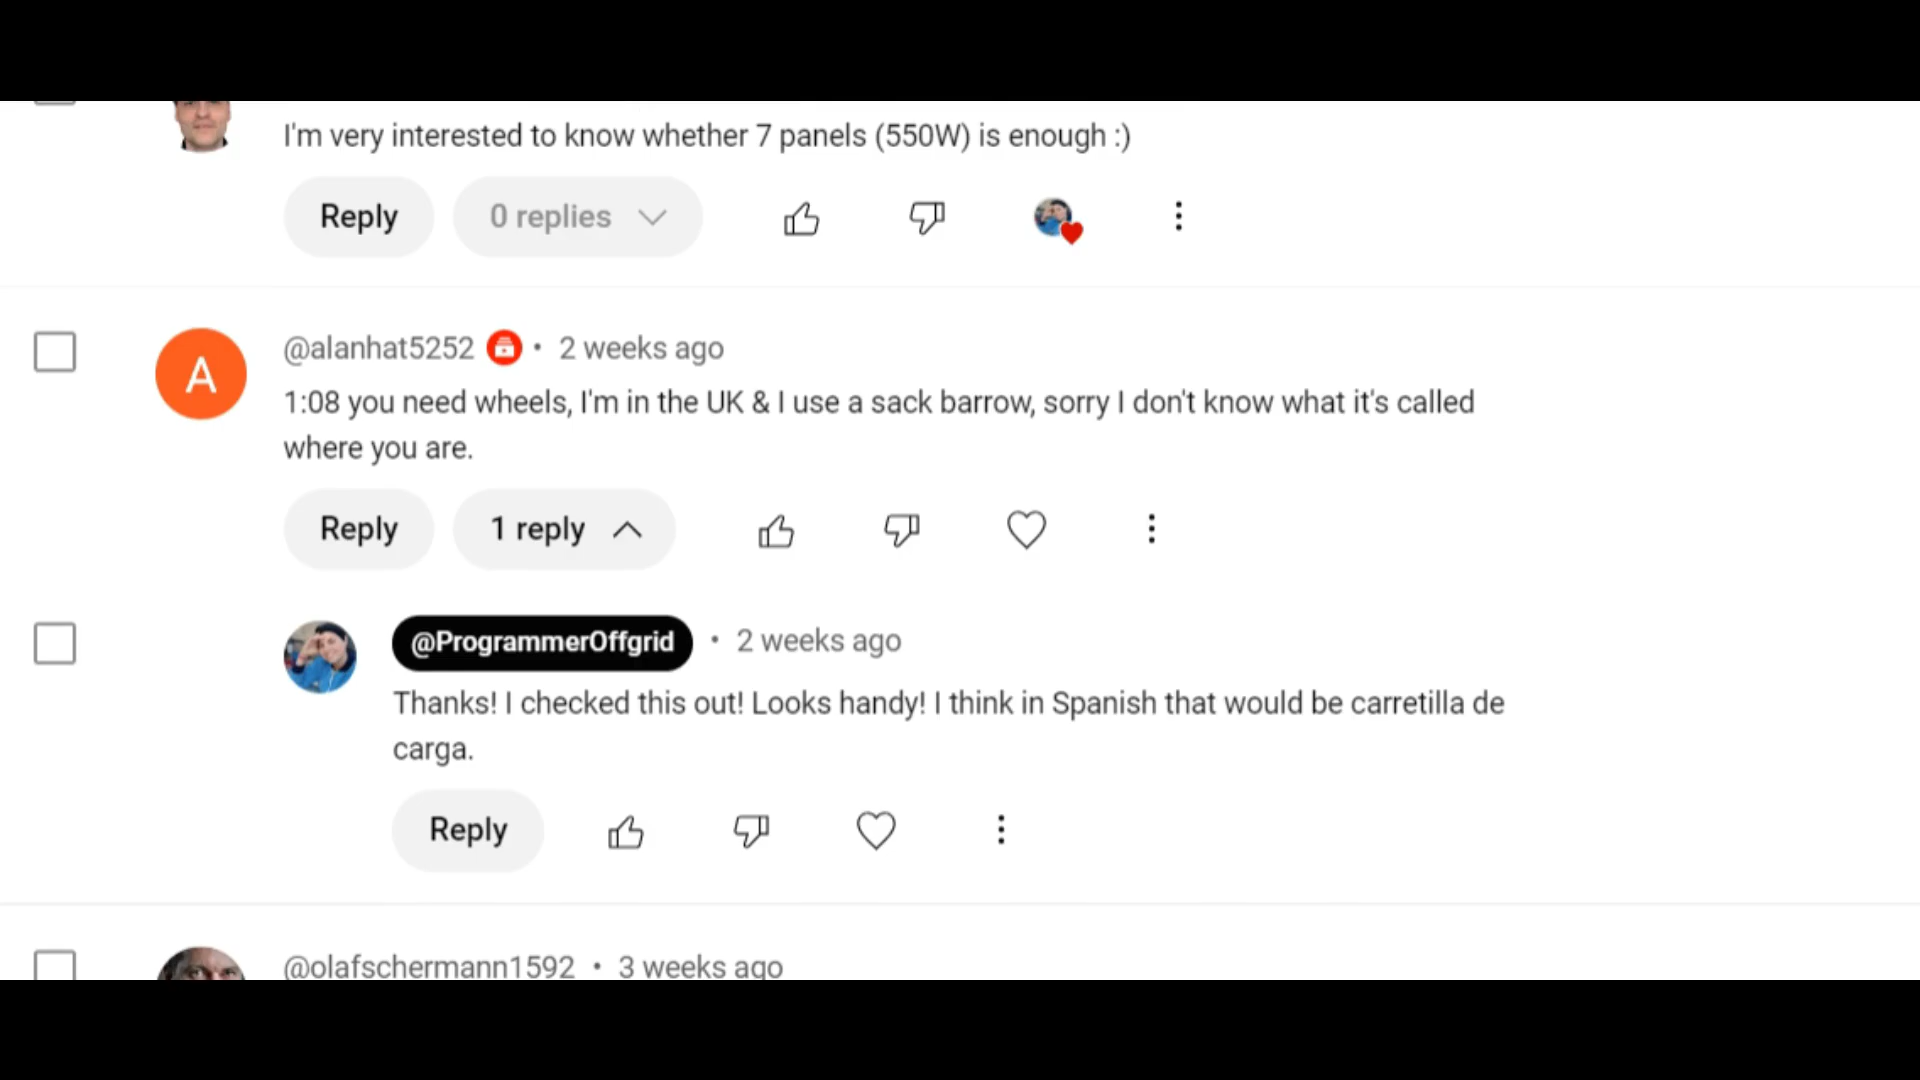 I'm very interested to know whether 7 panels (550W) is enough :)
Reply
0 replies
@alanhat5252 • 2 weeks ago
A
1:08 you need wheels, I'm in the UK & I use a sack barrow, sorry I don't know what it's called
where you are.
Reply
1 reply
@ProgrammerOffgrid • 2 weeks ago
Thanks! I checked this out! Looks handy! I think in Spanish that would be carretilla de
carga.
Reply
@olafschermann1592 • 3 weeks ago